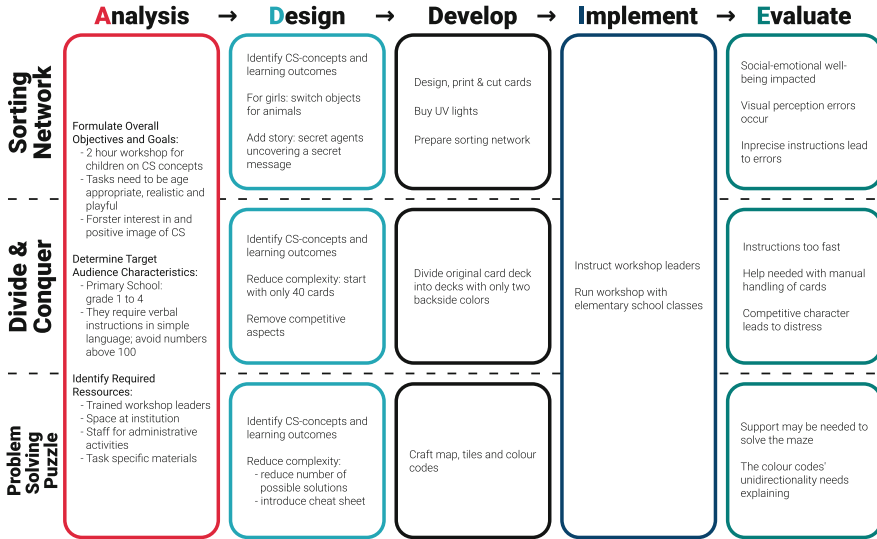 Analysis → Design → Develop → Implement → Evaluate
Sorting
Network
Formulate Overall
Objectives and Goals:
- 2 hour workshop for
children on CS concepts
- Tasks need to be age
appropriate, realistic and
playful
- Forster interest in and
positive image of CS
Determine Target
Audience Characteristics:
- Primary School:
grade 1 to 4
- They require verbal
instructions in simple
language; avoid numbers
above 100
Identify Required
Ressources:
- Trained workshop leaders
- Space at institution
- Staff for administrative
activities
- Task specific materials
Identify CS-concepts and
learning outcomes
For girls: switch objects
for animals
Add story: secret agents
uncovering a secret
message
Design, print & cut cards
Buy UV lights
Prepare sorting network
Instruct workshop leaders
Run workshop with
elementary school classes
Social-emotional well-
being impacted
Visual perception errors
occur
Inprecise instructions lead
to errors
Divide &
Conquer
Identify CS-concepts and
learning outcomes
Reduce complexity: start
with only 40 cards
Remove competitive
aspects
Divide original card deck
into decks with only two
backside colors
Instructions too fast
Help needed with manual
handling of cards
Competitive character
leads to distress
Problem
Solving
Puzzle
Identify CS-concepts and
learning outcomes
Reduce complexity:
- reduce number of
possible solutions
- introduce cheat sheet
Craft map, tiles and colour
codes
Support may be needed to
solve the maze
The colour codes'
unidirectionality needs
explaining